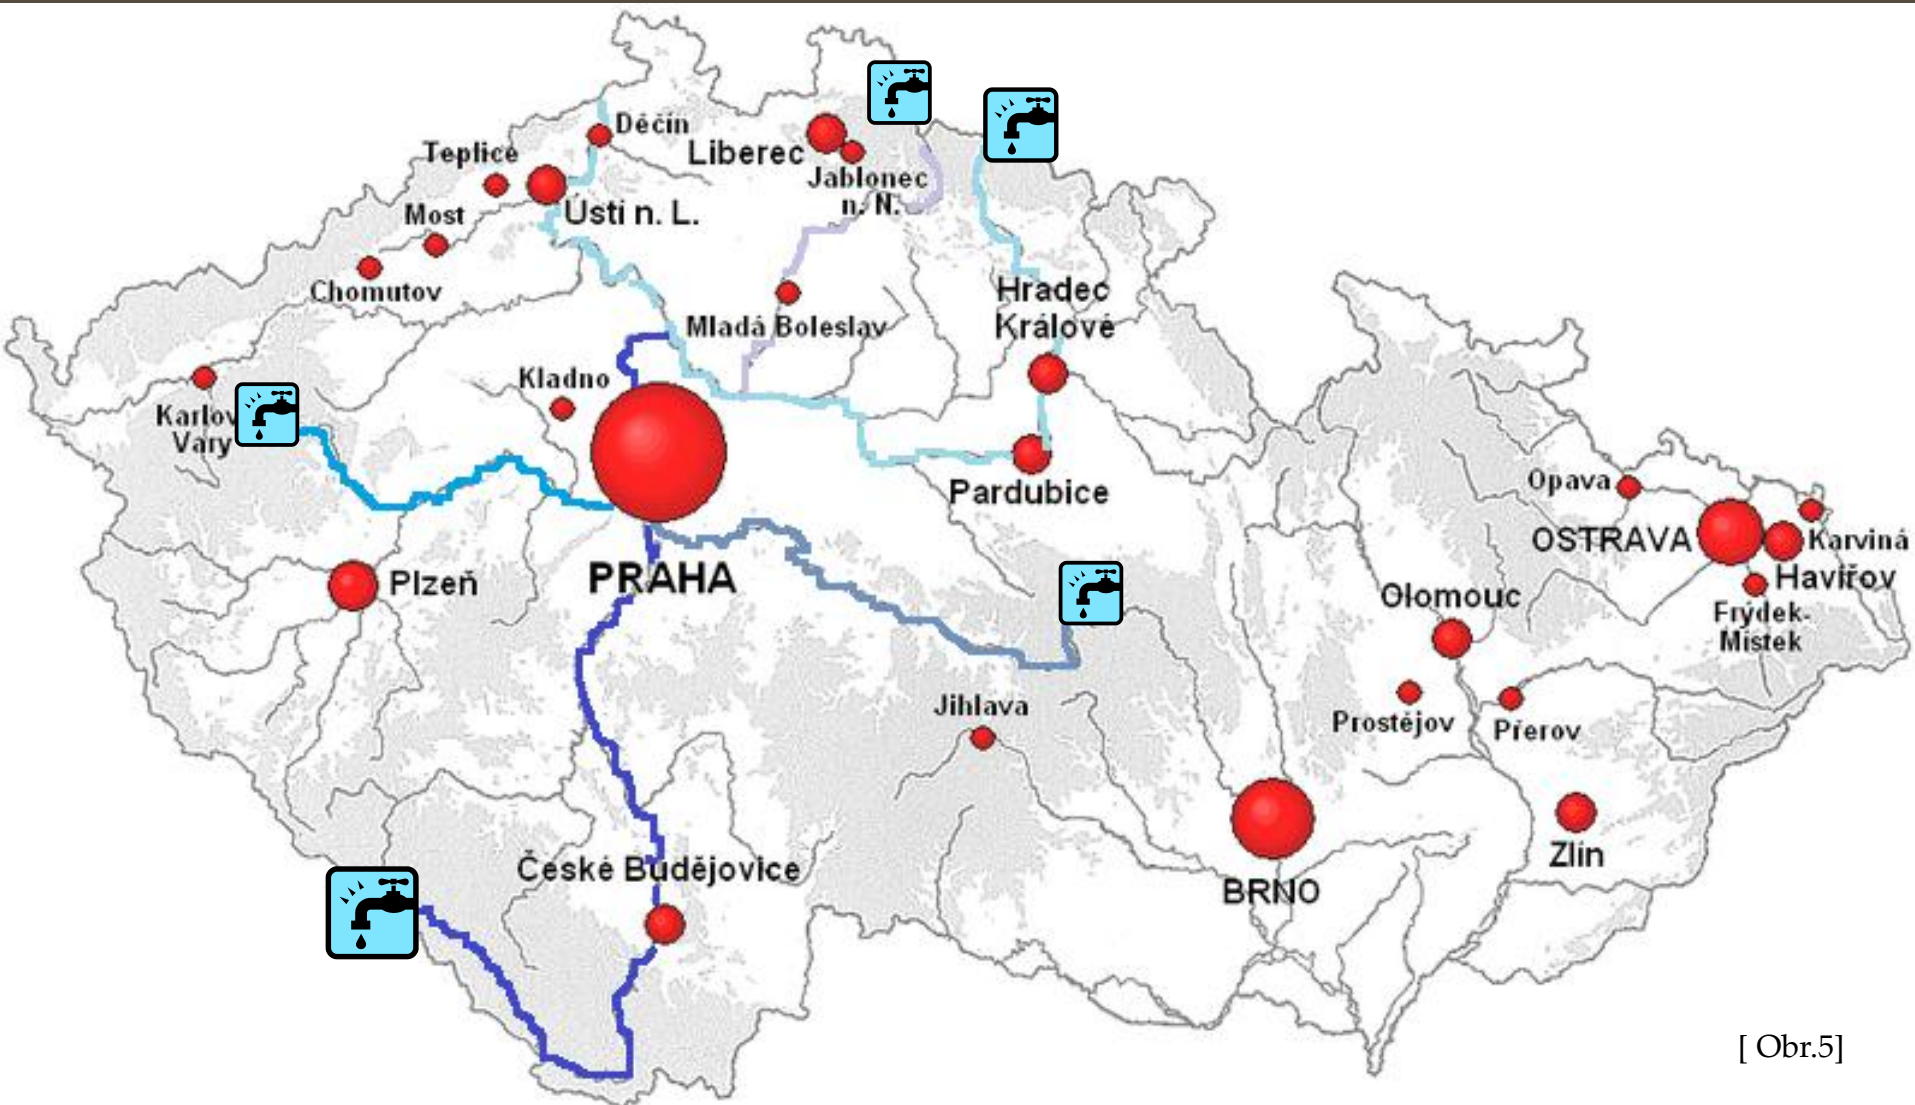 Děčín
Teplice
Liberec
Jablonec
n. N.
Most
Ústí n. L.
Chomutov
Hradec
Králové
Mladá Boleslav
Kladno
Karlovy
Vary
Pardubice
Opava
OSTRAVA
Karviná
Havířov
Plzeň
PRAHA
Olomouc
Frýdek-
Místek
Jihlava
Prostějov
Přerov
České Budějovice
Zlín
BRNO
[ Obr.5]